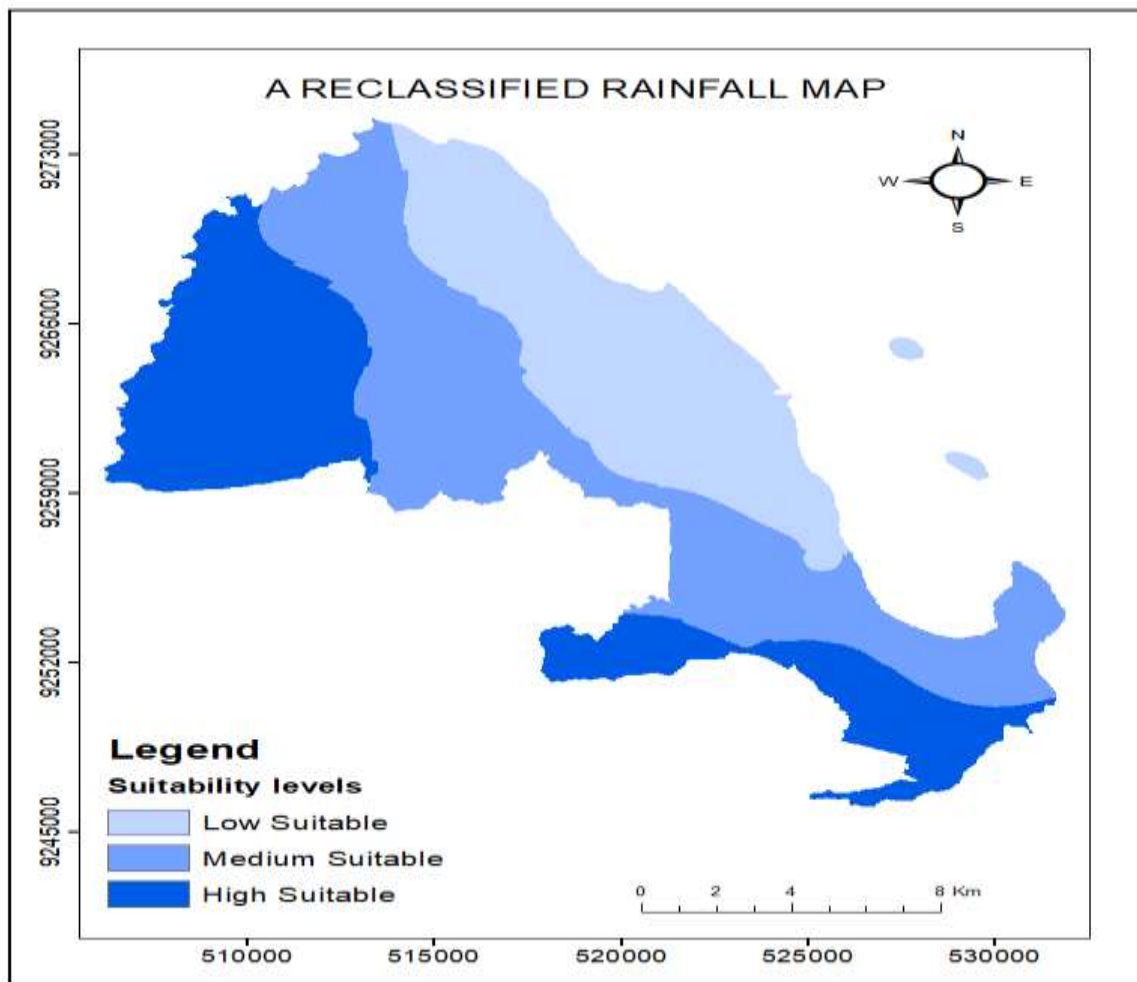 A RECLASSIFIED RAINFALL MAP
N
W E
S
9273000
9266000
9259000
9252000
9245000
Legend
Suitability levels
Low Suitable
Medium Suitable
High Suitable
0 2 4 8 Km
510000 515000 520000 525000 530000